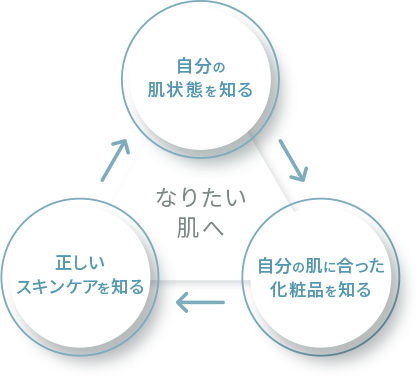 自分の
肌状態を知る
なりたい
肌へ
正しい
スキンケアを知る
自分の肌に合った
化粧品を知る